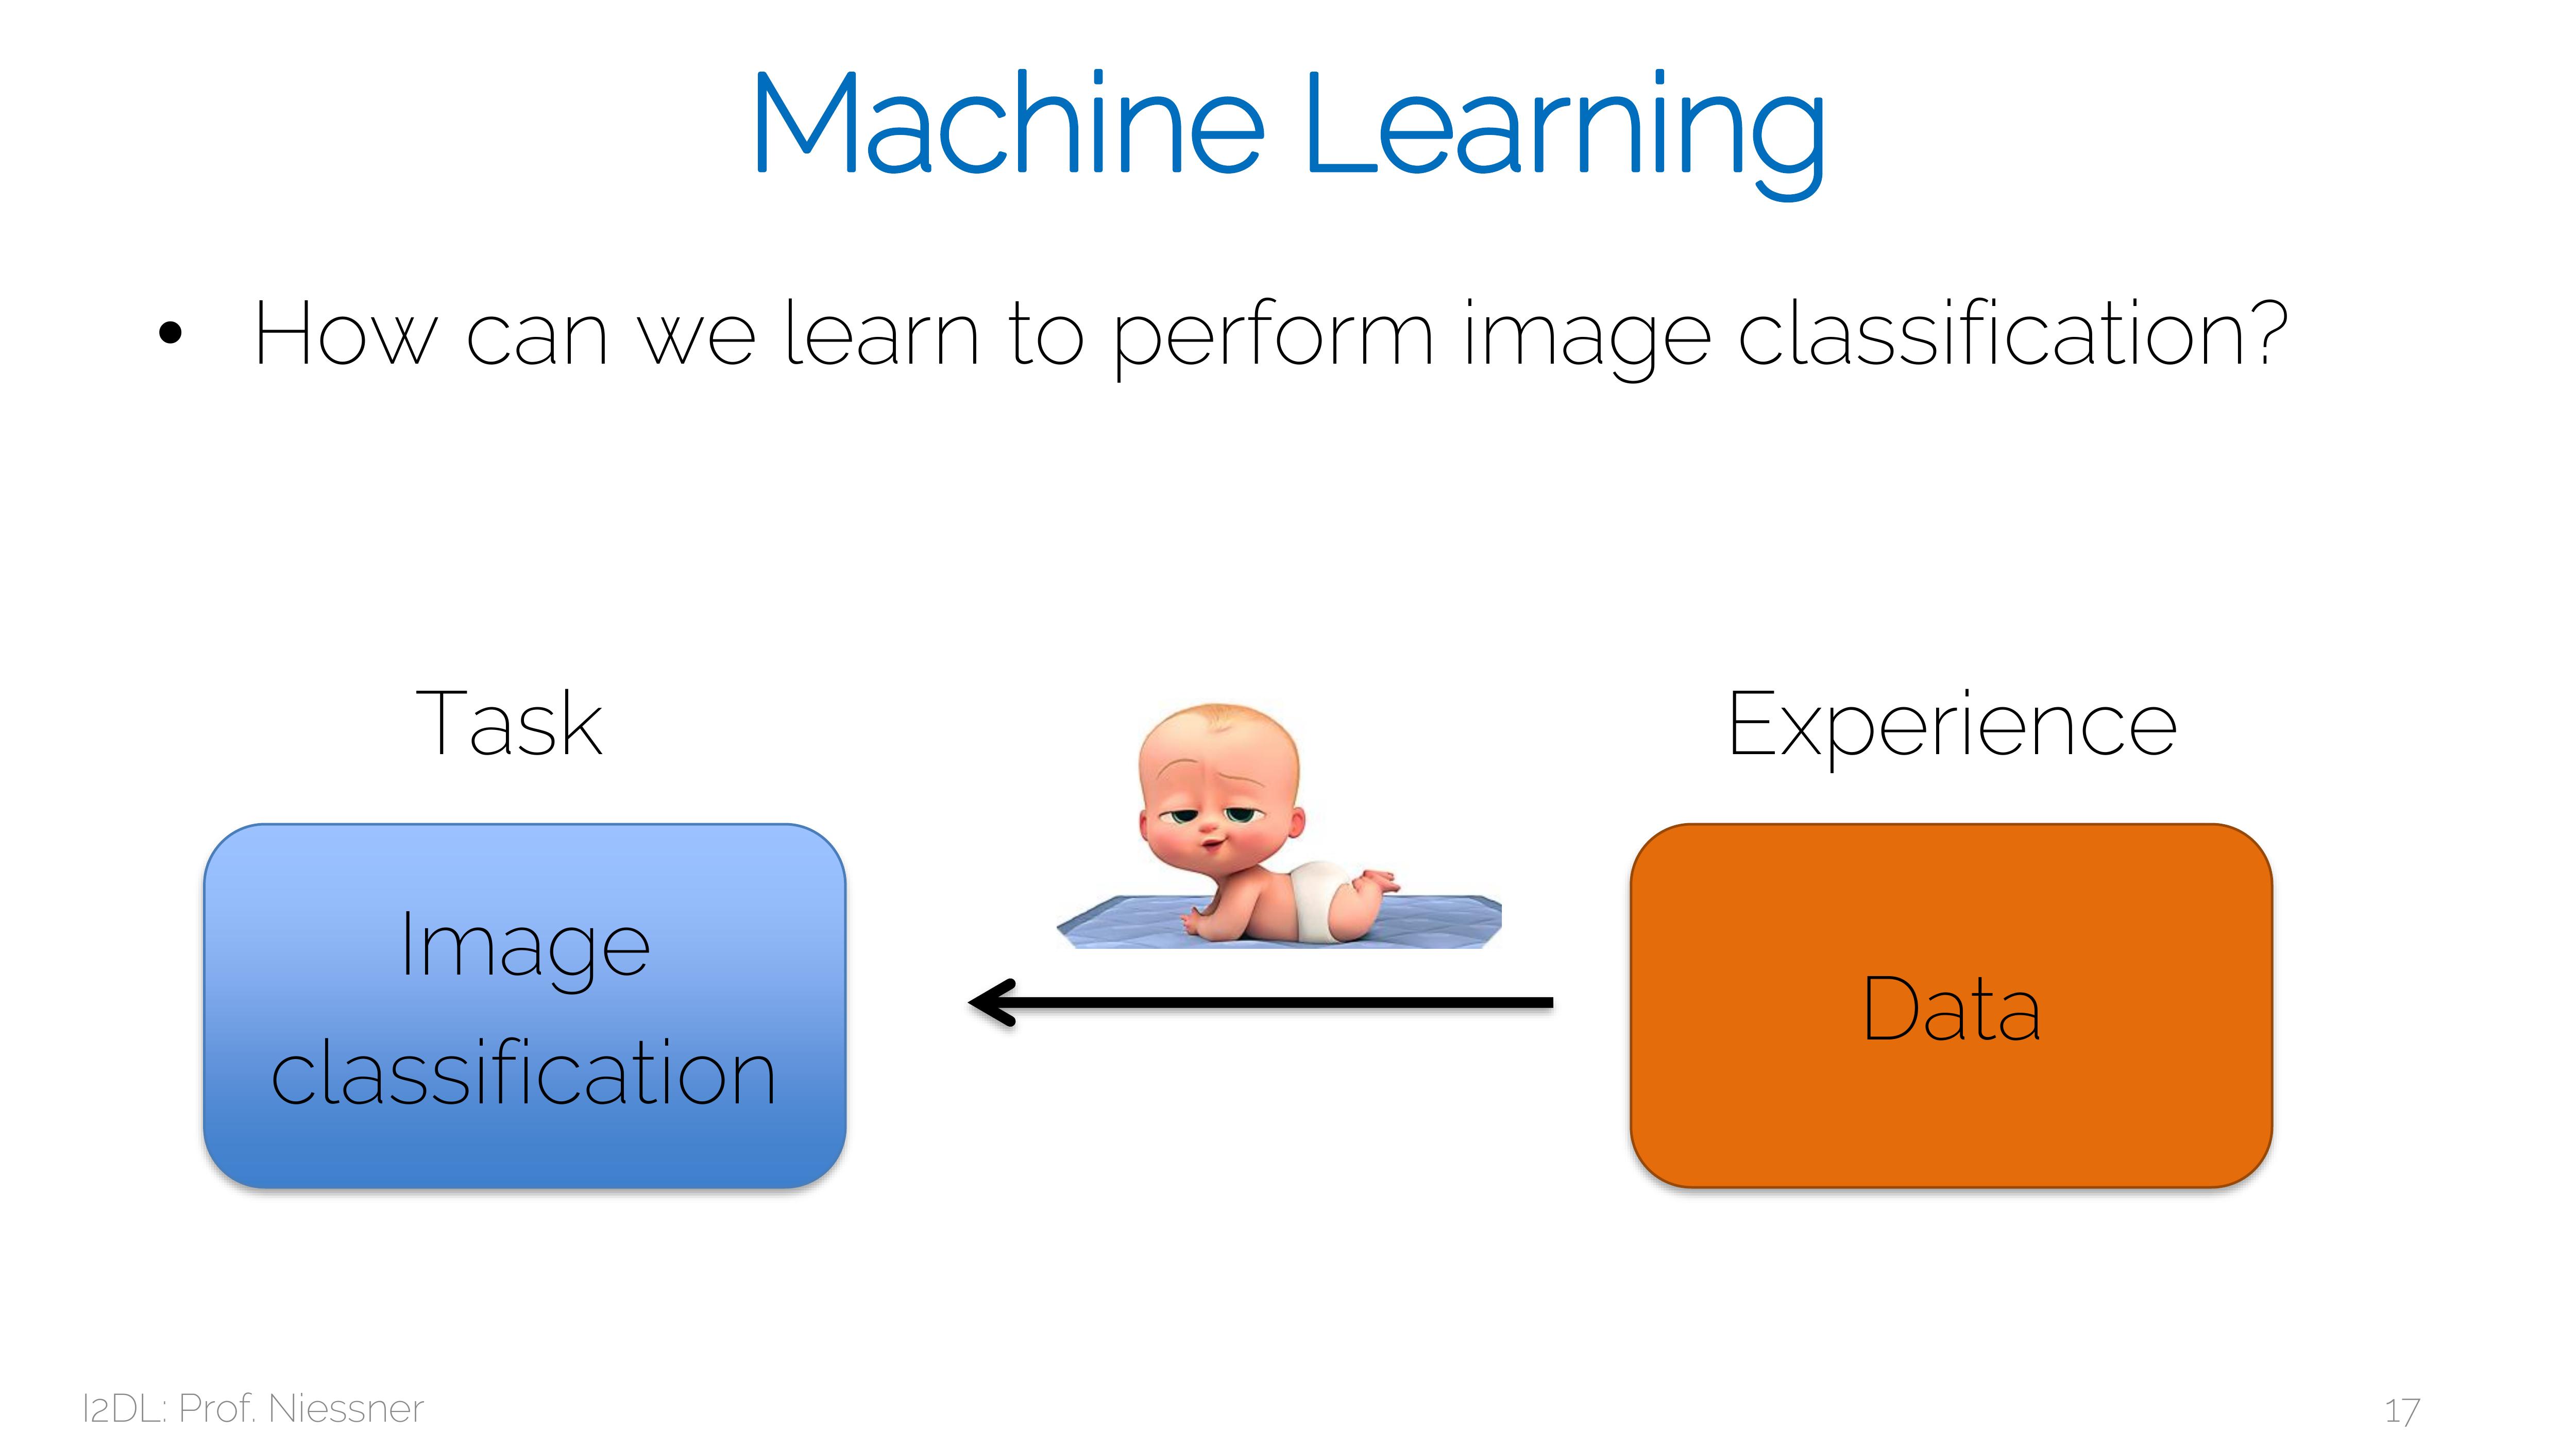 Machine Learning
• How can we learn to perform image classification?
Task
Experience
Image
classification
Data
I2DL: Prof. Niessner
17